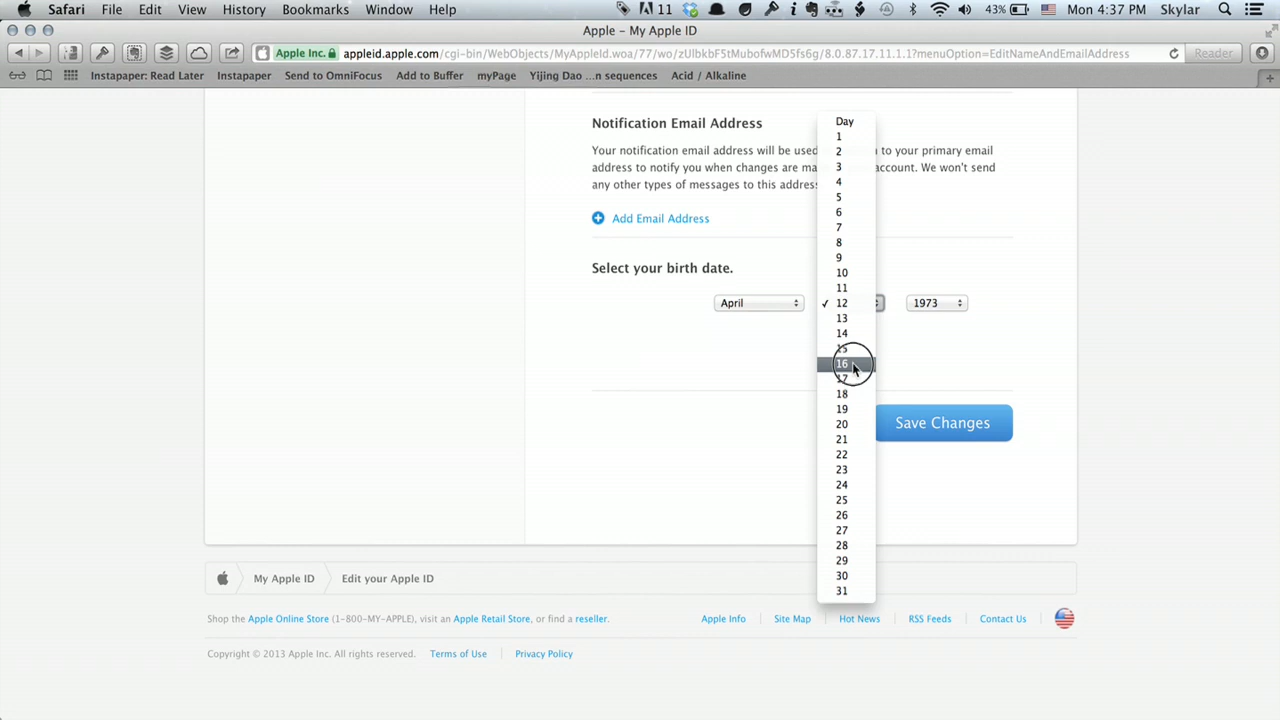 Safari File Edit View History Bookmarks Window Help 11 43% Mon 4:37 PM Skylar
Apple – My Apple ID
Apple Inc. appleid.apple.com/cgi-bin/WebObjects/MyAppleId.woa/77/wo/zUlbkbF5tMubofwMD5fs6g/8.0.87.17.11.1.1?menuOption=EditNameAndEmailAddress Reader
Instapaper: Read Later Instapaper Send to OmniFocus Add to Buffer myPage Yijing Dao ...n sequences Acid / Alkaline
Notification Email Address
Your notification email address will be used to your primary email
address to notify you when changes are account. We won't send
any other types of messages to this
Add Email Address
Select your birth date.
April
1973
Day
1
2
3
4
5
6
7
8
9
10
11
✓ 12
13
14
15
16
17
18
19
20
21
22
23
24
25
26
27
28
29
30
31
Save Changes
My Apple ID Edit your Apple ID
Shop the Apple Online Store (1-800-MY-APPLE), visit an Apple Retail Store, or find a reseller. Apple Info Site Map Hot News RSS Feeds Contact Us
Copyright © 2013 Apple Inc. All rights reserved. Terms of Use Privacy Policy